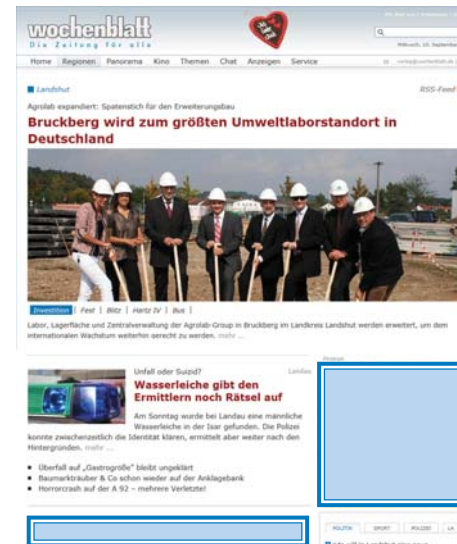 wochenblatt
Die Zeitung für alle
Mittwoch, 10. September
Home Regionen Panorama Kino Themen Chat Anzeigen Service
Landshut
RSS-Feed
Agrolab expandiert: Spatenstich für den Erweiterungsbau
Bruckberg wird zum größten Umweltlaborstandort in
Deutschland
Investition | Fest | Blitz | Hartz IV | Bus |
Labor, Lagerfläche und Zentralverwaltung der Agrolab-Group in Bruckberg im Landkreis Landshut werden erweitert, um dem
internationalen Wachstum weiterhin gerecht zu werden. mehr ...
Unfall oder Suizid?
Landau
Wasserleiche gibt den
Ermittlern noch Rätsel auf
Am Sonntag wurde bei Landau eine männliche
Wasserleiche in der Isar gefunden. Die Polizei
konnte zwischenzeitlich die Identität klären, ermittelt aber weiter nach den
Hintergründen. mehr ...
Überfall auf „Gastrogröße" bleibt ungeklärt
Baumarkträuber & Co schon wieder auf der Anklagebank
Horrorcrash auf der A 92 – mehrere Verletzte!
POLITIK SPORT POLIZEI LA